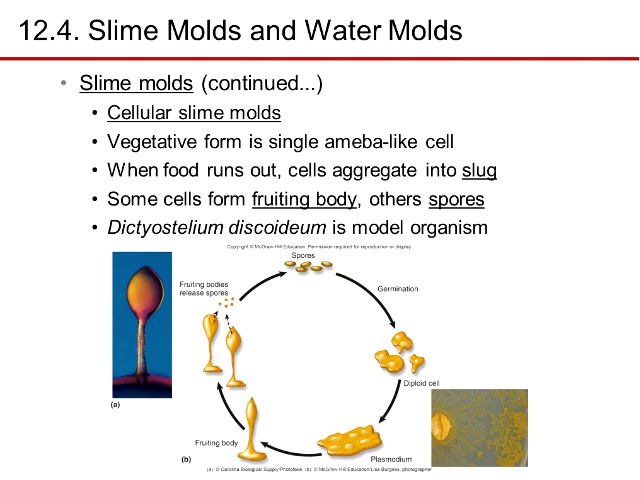 12.4. Slime Molds and Water Molds
• Slime molds (continued...)
• Cellular slime molds
• Vegetative form is single ameba-like cell
• When food runs out, cells aggregate into slug
• Some cells form fruiting body, others spores
• Dictyostelium discoideum is model organism
Copyright © McGraw-Hill Education. Permission required for reproduction or display.
Spores
Fruiting bodies
release spores
Germination
Diploid cell
(a)
Fruiting body
(b)
Plasmodium
(a) © Carolina Biological Supply/Phototake (b) © McGraw-Hill Education/Lisa Burgess, photographer